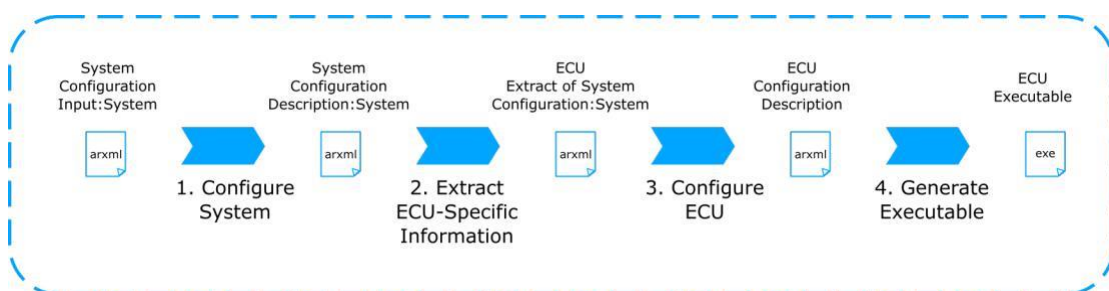 System
Configuration
Input:System
arxml
1. Configure
System
System
Configuration
Description:System
arxml
2. Extract
ECU-Specific
Information
ECU
Extract of System
Configuration:System
arxml
3. Configure
ECU
ECU
Configuration
Description
arxml
4. Generate
Executable
ECU
Executable
exe